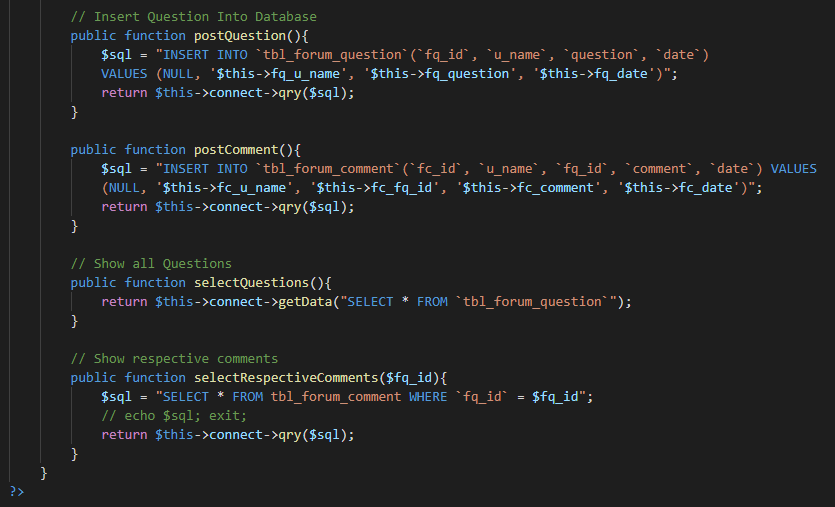 // Insert Question Into Database
public function postQuestion(){
$sql = "INSERT INTO `tbl_forum_question`(`fq_id`, `u_name`, `question`, `date`)
VALUES (NULL, '$this->fq_u_name', '$this->fq_question', '$this->fq_date')";
return $this->connect->qry($sql);
}
public function postComment(){
$sql = "INSERT INTO `tbl_forum_comment`(`fc_id`, `u_name`, `fq_id`, `comment`, `date`) VALUES
(NULL, '$this->fc_u_name', '$this->fc_fq_id', '$this->fc_comment', '$this->fc_date')";
return $this->connect->qry($sql);
}
// Show all Questions
public function selectQuestions(){
return $this->connect->getData("SELECT * FROM `tbl_forum_question`");
}
// Show respective comments
public function selectRespectiveComments($fq_id){
$sql = "SELECT * FROM tbl_forum_comment WHERE `fq_id` = $fq_id";
// echo $sql; exit;
return $this->connect->qry($sql);
}
}
?>